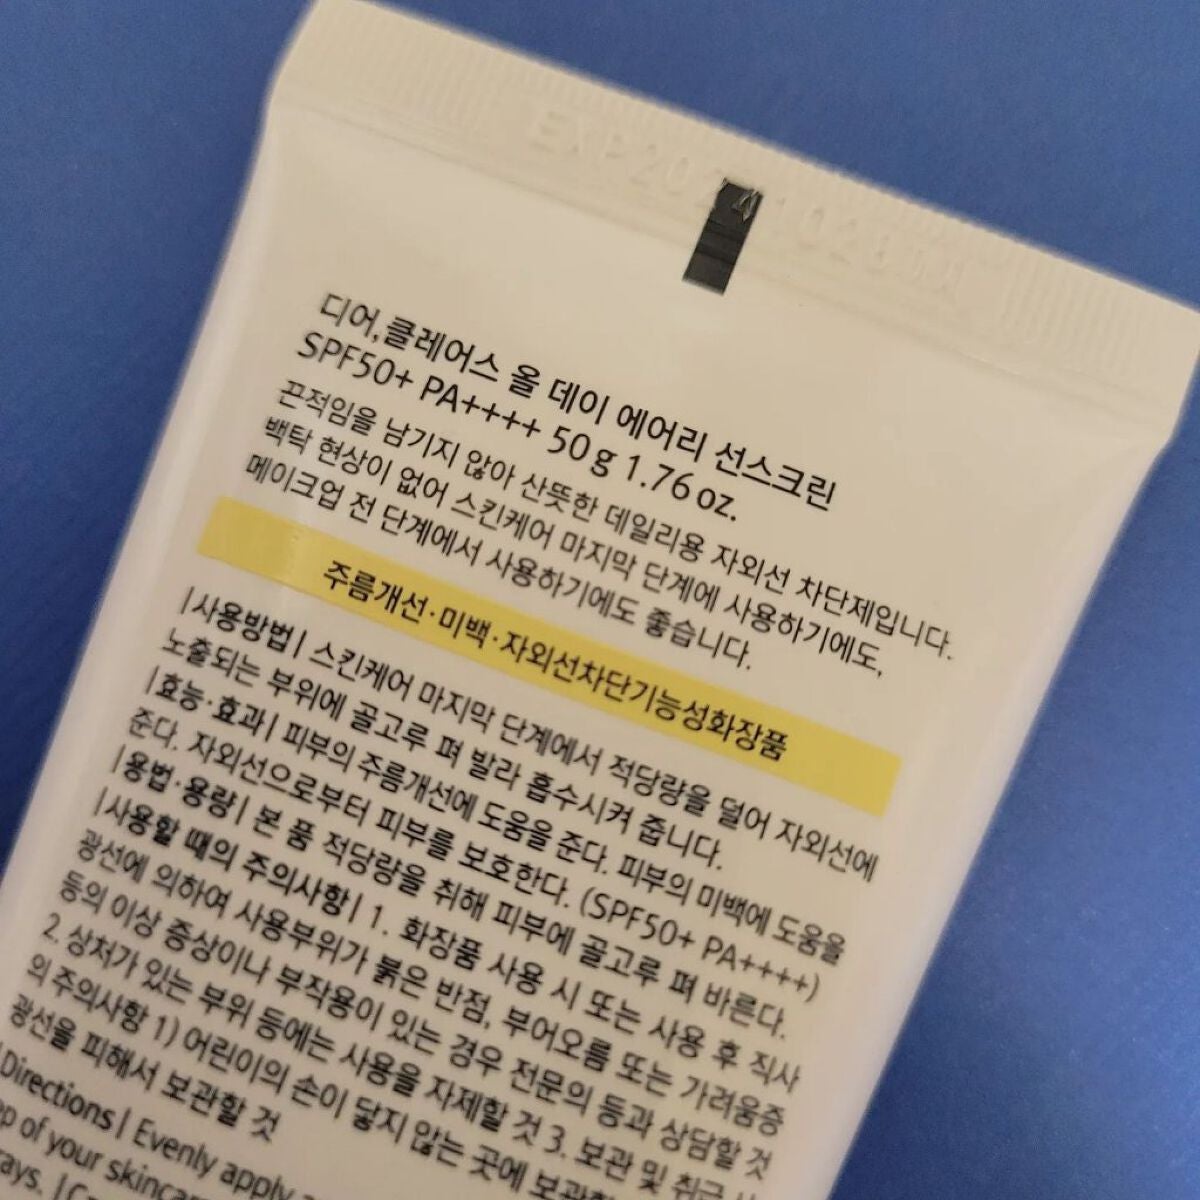 디어,클레어스 올 데이 에어리 선스크린
SPF50+ PA++++ 50g 1.76 oz.
끈적임을 남기지 않아 산뜻한 데일리용 자외선 차단제입니다.
백탁 현상이 없어 스킨케어 마지막 단계에 사용하기에도,
메이크업 전 단계에서 사용하기에도 좋습니다.
주름개선·미백·자외선차단기능성화장품
|사용방법| 스킨케어 마지막 단계에서 적당량을 덜어 자외선에
노출되는 부위에 골고루 펴 발라 흡수시켜 줍니다.
|효능·효과| 피부의 주름개선에 도움을 준다. 피부의 미백에 도움을
준다. 자외선으로부터 피부를 보호한다. (SPF50+ PA++++)
|용법·용량| 본 품 적당량을 취해 피부에 골고루 펴 바른다.
|사용할 때의 주의사항| 1. 화장품 사용 시 또는 사용 후 직사
광선에 의하여 사용부위가 붉은 반점, 부어오름 또는 가려움증
등의 이상 증상이나 부작용이 있는 경우 전문의 등과 상담할 것
2. 상처가 있는 부위 등에는 사용을 자제할 것 3. 보관 및 취급
의 주의사항 1) 어린이의 손이 닿지 않는 곳에
광선을 피해서 보관할 것
|Directions| Evenly apply
of your
rays.